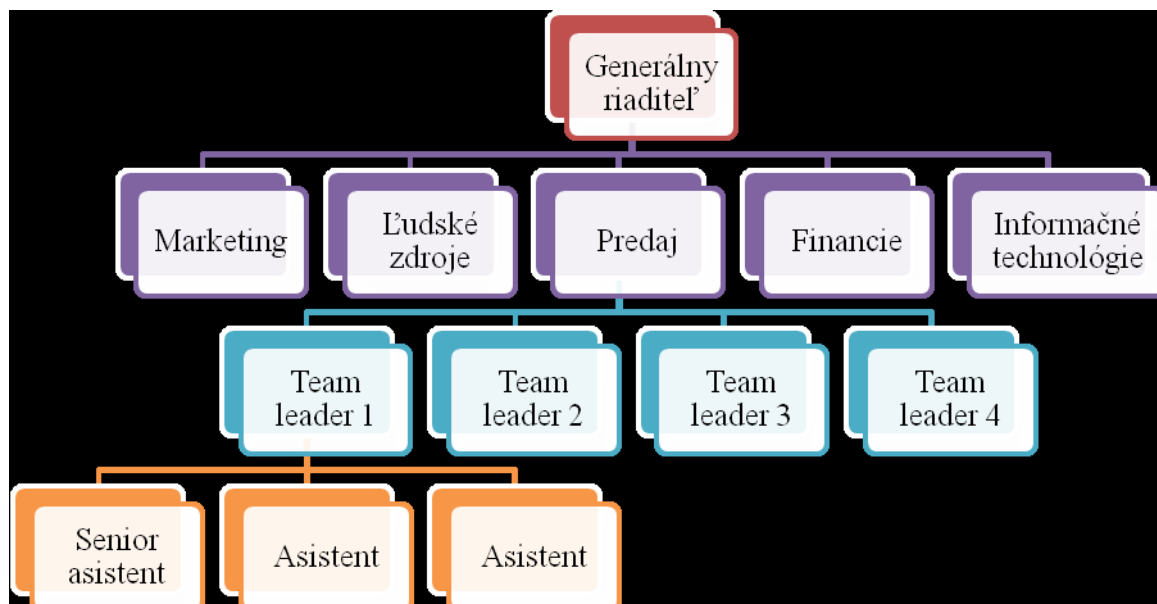 Generálny
riaditeľ
Marketing
Ľudské
zdroje
Predaj
Financie
Informačné
technológie
Team
leader 1
Team
leader 2
Team
leader 3
Team
leader 4
Senior
asistent
Asistent
Asistent